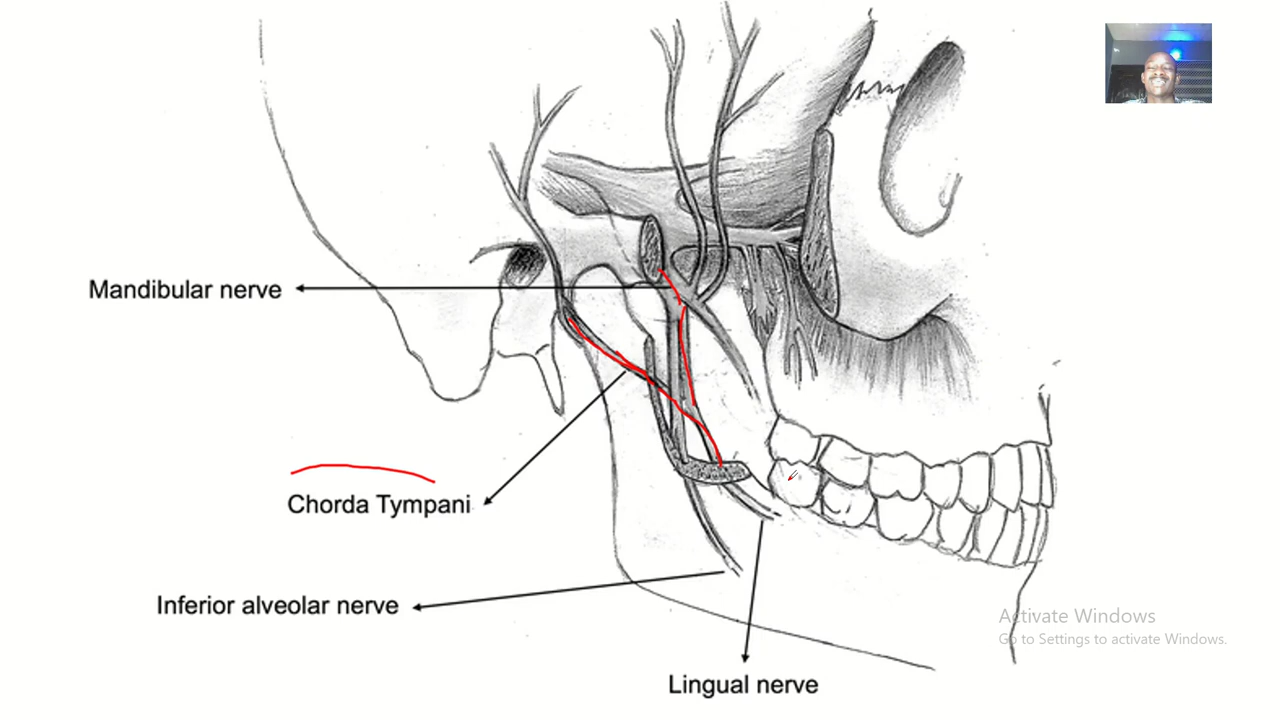 Mandibular nerve
Chorda Tympani
Inferior alveolar nerve
Lingual nerve
Activate Windows
Go to Settings to activate Windows.